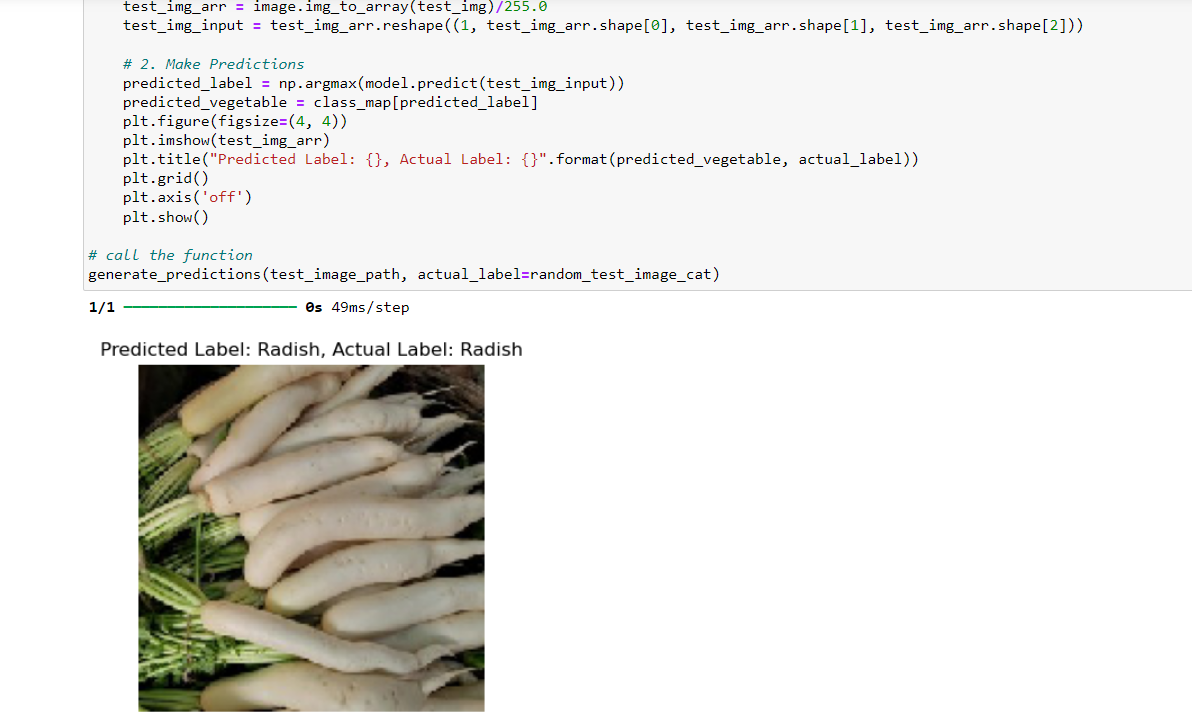 test_img_arr = image.img_to_array(test_img)/255.0
test_img_input = test_img_arr.reshape((1, test_img_arr.shape[0], test_img_arr.shape[1], test_img_arr.shape[2]))
# 2. Make Predictions
predicted_label = np.argmax(model.predict(test_img_input))
predicted_vegetable = class_map[predicted_label]
plt.figure(figsize=(4, 4))
plt.imshow(test_img_arr)
plt.title("Predicted Label: {}, Actual Label: {}".format(predicted_vegetable, actual_label))
plt.grid()
plt.axis('off')
plt.show()
# call the function
generate_predictions(test_image_path, actual_label=random_test_image_cat)
1/1 0s 49ms/step
Predicted Label: Radish, Actual Label: Radish